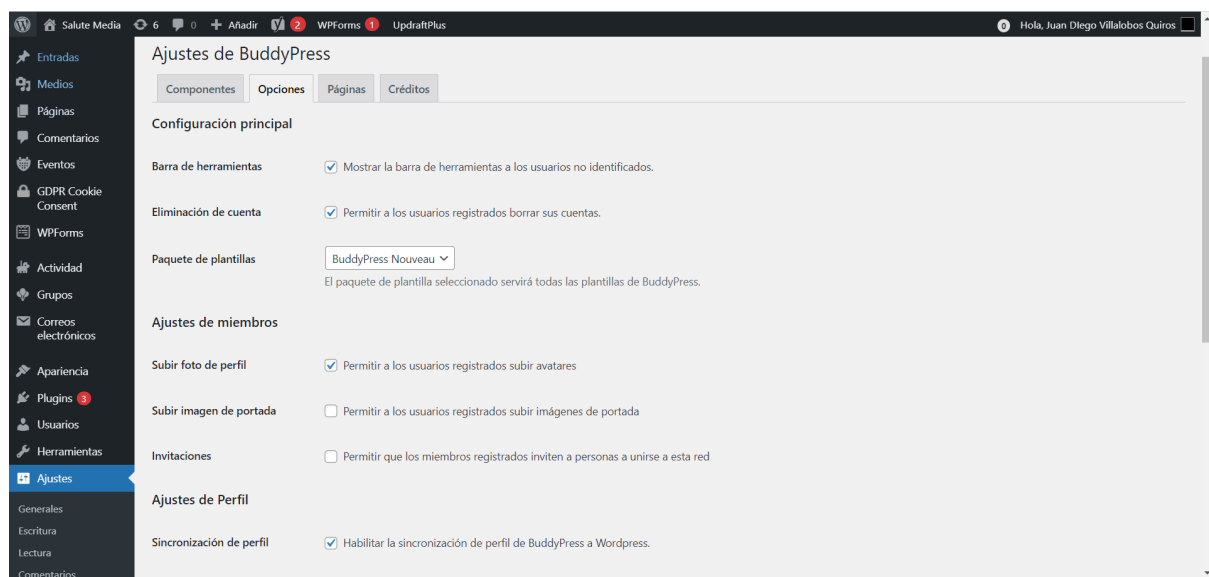 Salute Media 6 0 Añadir 2 WPForms 1 UpdraftPlus 0 Hola, Juan DIego Villalobos Quiros
Entradas
Medios
Páginas
Comentarios
Eventos
GDPR Cookie
Consent
WPForms
Actividad
Grupos
Correos
electrónicos
Apariencia
Plugins 3
Usuarios
Herramientas
Ajustes
Generales
Escritura
Lectura
Comentarios
Ajustes de BuddyPress
Componentes Opciones Páginas Créditos
Configuración principal
Barra de herramientas Mostrar la barra de herramientas a los usuarios no identificados.
Eliminación de cuenta Permitir a los usuarios registrados borrar sus cuentas.
Paquete de plantillas BuddyPress Nouveau
El paquete de plantilla seleccionado servirá todas las plantillas de BuddyPress.
Ajustes de miembros
Subir foto de perfil Permitir a los usuarios registrados subir avatares
Subir imagen de portada Permitir a los usuarios registrados subir imágenes de portada
Invitaciones Permitir que los miembros registrados inviten a personas a unirse a esta red
Ajustes de Perfil
Sincronización de perfil Habilitar la sincronización de perfil de BuddyPress a Wordpress.